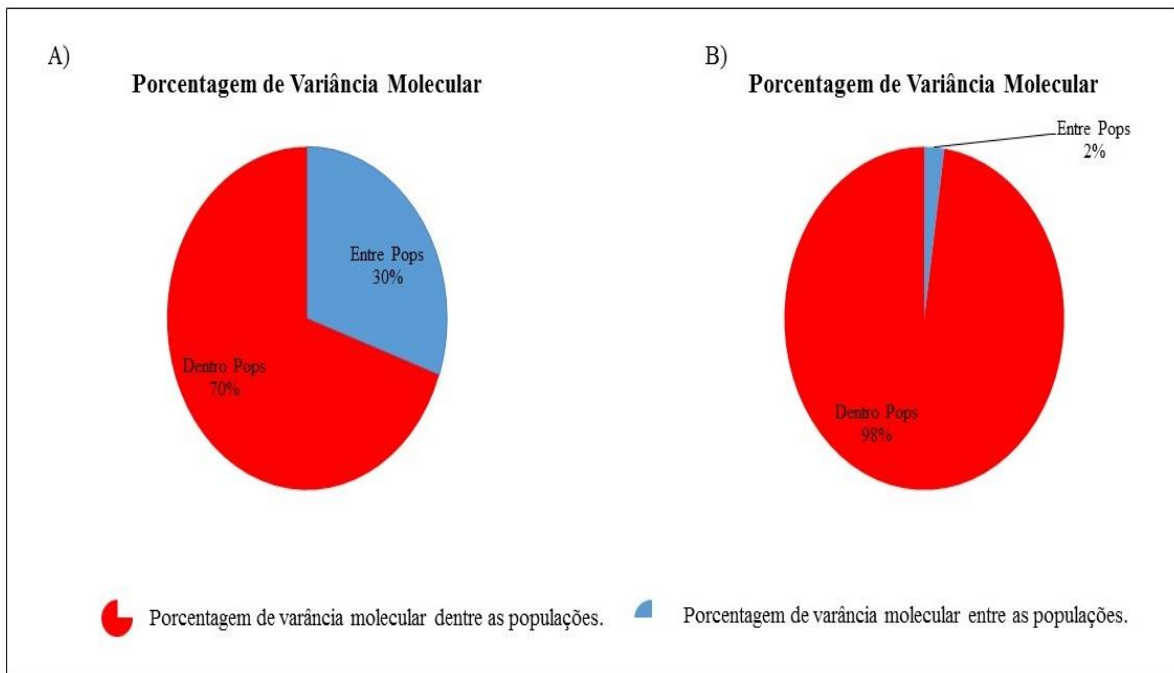 A)
Porcentagem de Variância Molecular
Entre Pops
30%
Dentro Pops
70%
B)
Porcentagem de Variância Molecular
Entre Pops
2%
Dentro Pops
98%
Porcentagem de varância molecular dentre as populações.
Porcentagem de variância molecular entre as populações.